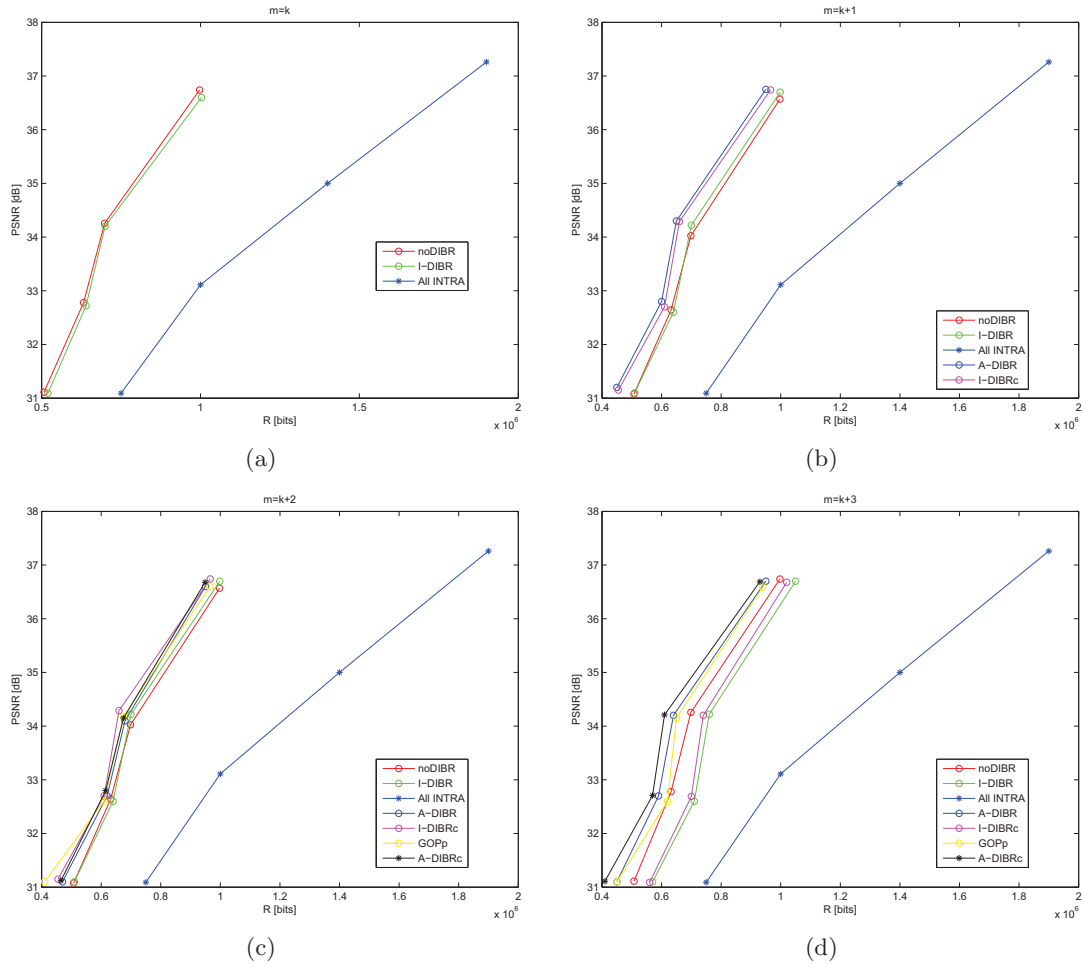 m=k
38
37
36
35
34
33
32
31
PSNR [dB]
noDIBR
I-DIBR
All INTRA
0.5 1 1.5 2
R [bits]
x 10^6
(a)
m=k+1
38
37
36
35
34
33
32
31
PSNR [dB]
noDIBR
I-DIBR
All INTRA
A-DIBR
I-DIBRc
0.4 0.6 0.8 1 1.2 1.4 1.6 1.8 2
R [bits]
x 10^6
(b)
m=k+2
38
37
36
35
34
33
32
31
PSNR [dB]
noDIBR
I-DIBR
All INTRA
A-DIBR
I-DIBRc
GOPp
A-DIBRc
0.4 0.6 0.8 1 1.2 1.4 1.6 1.8 2
R [bits]
x 10^6
(c)
m=k+3
38
37
36
35
34
33
32
31
PSNR [dB]
noDIBR
I-DIBR
All INTRA
A-DIBR
I-DIBRc
GOPp
A-DIBRc
0.4 0.6 0.8 1 1.2 1.4 1.6 1.8 2
R [bits]
x 10^6
(d)